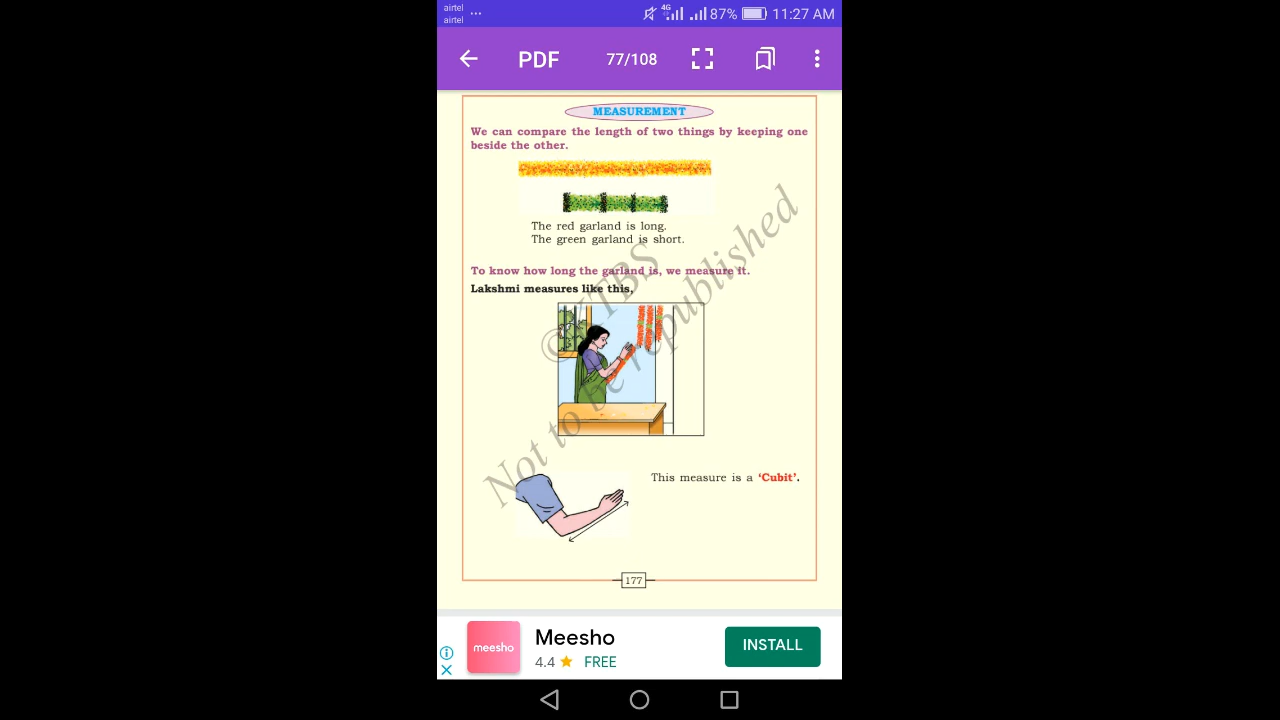 airtel
airtel
4G
87%
11:27 AM
PDF
77/108
MEASUREMENT
We can compare the length of two things by keeping one
beside the other.
The red garland is long.
The green garland is short.
To know how long the garland is, we measure it.
Lakshmi measures like this,
©KTBS
Not to be republished
This measure is a ‘Cubit’.
177
meesho
Meesho
4.4 ★ FREE
INSTALL